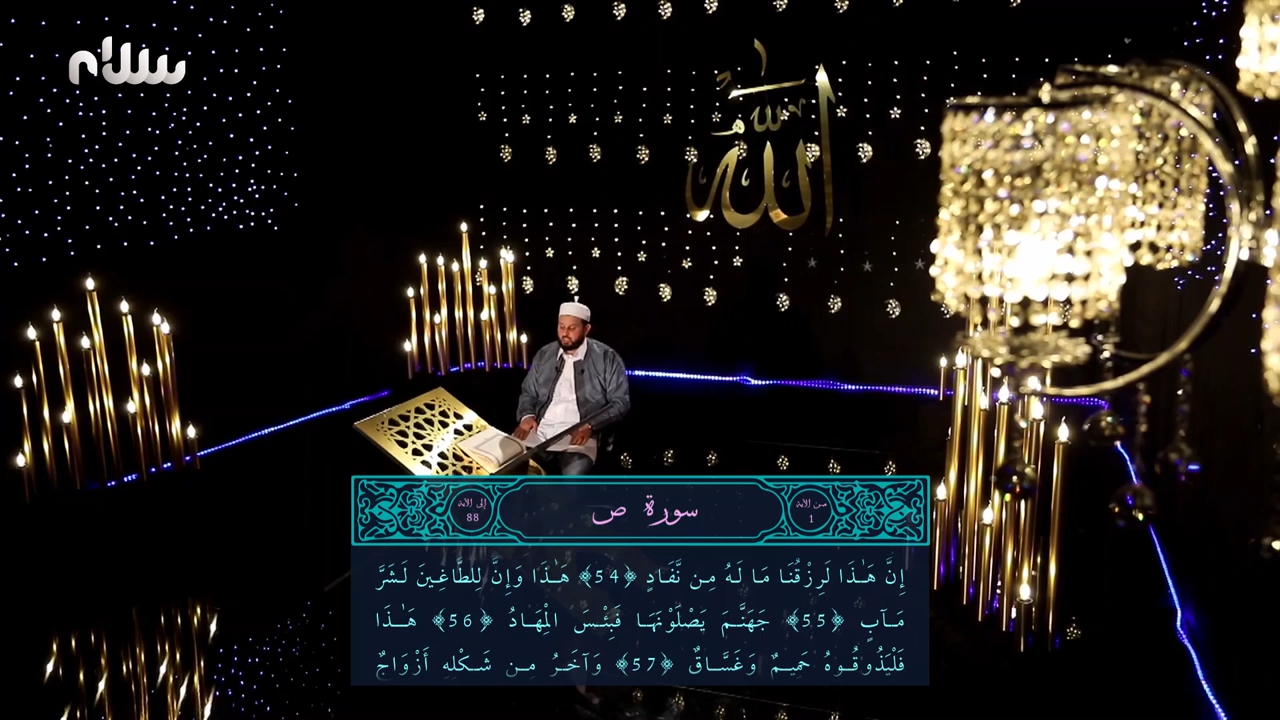 سلام
الله
إلى الآية
88
سورة ص
من الآية
1
إِنَّ هَٰذَا لَرِزْقُنَا مَا لَهُ مِن نَّفَادٍ ﴿54﴾ هَٰذَا وَإِنَّ لِلطَّاغِينَ لَشَرَّ
مَآبٍ ﴿55﴾ جَهَنَّمَ يَصْلَوْنَهَا فَبِئْسَ الْمِهَادُ ﴿56﴾ هَٰذَا
فَلْيَذُوقُوهُ حَمِيمٌ وَغَسَّاقٌ ﴿57﴾ وَآخَرُ مِن شَكْلِهِ أَزْوَاجٌ